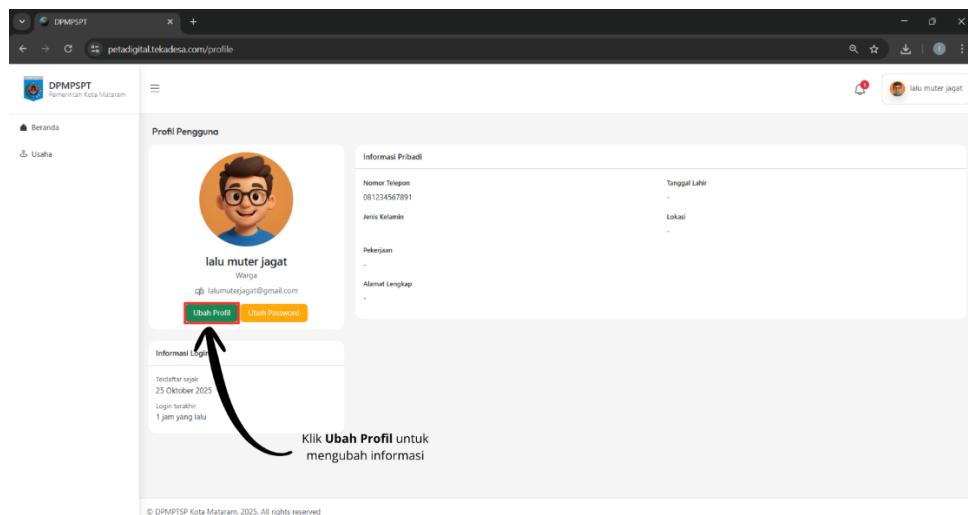 DPMPSPT
petadigital.tekadesa.com/profile
DPMPSPT
Pemerintah Kota Mataram
lalu muter jagat
Beranda
Usaha
Profil Pengguna
lalu muter jagat
Warga
lalumuterjagat@gmail.com
Ubah Profil
Ubah Password
Informasi Login
Terdaftar sejak
25 Oktober 2025
Login terakhir
1 jam yang lalu
Informasi Pribadi
Nomor Telepon
081234567891
Tanggal Lahir
-
Jenis Kelamin
Lokasi
-
Pekerjaan
-
Alamat Lengkap
-
Klik Ubah Profil untuk
mengubah informasi
© DPMPTSP Kota Mataram, 2025. All rights reserved